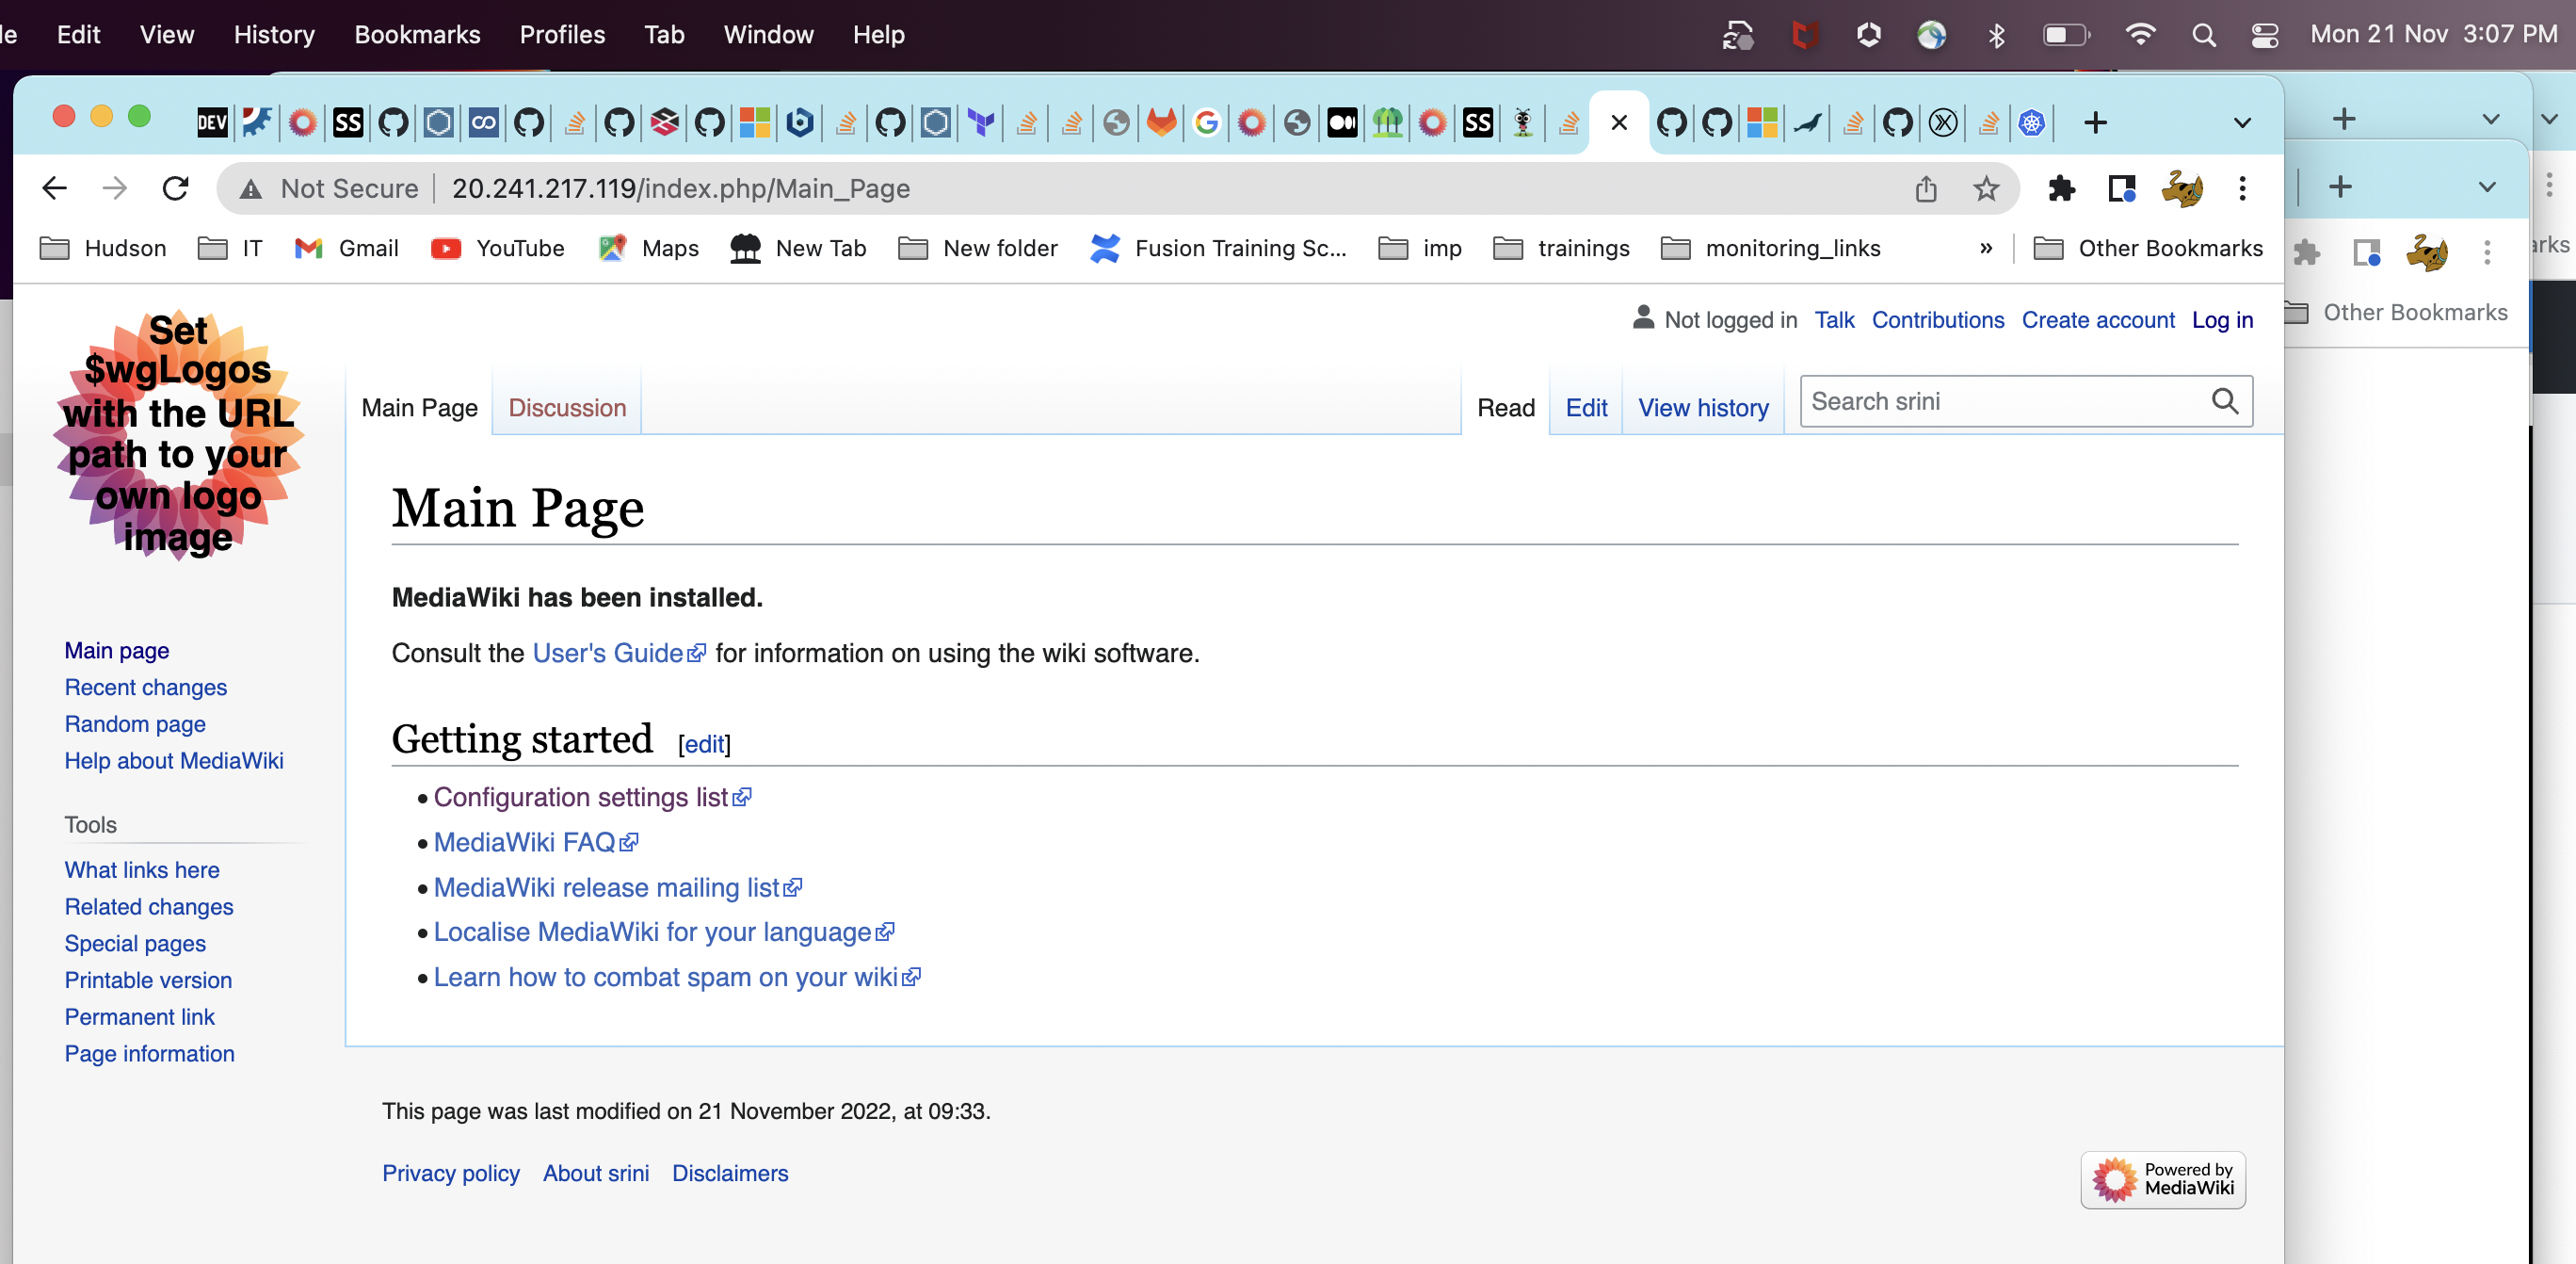 le Edit View History Bookmarks Profiles Tab Window Help Mon 21 Nov 3:07 PM
DEV SS SS
Not Secure 20.241.217.119/index.php/Main_Page
Hudson IT Gmail YouTube Maps New Tab New folder Fusion Training Sc... imp trainings monitoring_links » Other Bookmarks
arks
Other Bookmarks
Set
$wgLogos
with the URL
path to your
own logo
image
Not logged in Talk Contributions Create account Log in
Main Page Discussion Read Edit View history Search srini
Main Page
MediaWiki has been installed.
Consult the User's Guide for information on using the wiki software.
Getting started [edit]
• Configuration settings list
• MediaWiki FAQ
• MediaWiki release mailing list
• Localise MediaWiki for your language
• Learn how to combat spam on your wiki
Main page
Recent changes
Random page
Help about MediaWiki
Tools
What links here
Related changes
Special pages
Printable version
Permanent link
Page information
This page was last modified on 21 November 2022, at 09:33.
Privacy policy About srini Disclaimers
Powered by
MediaWiki